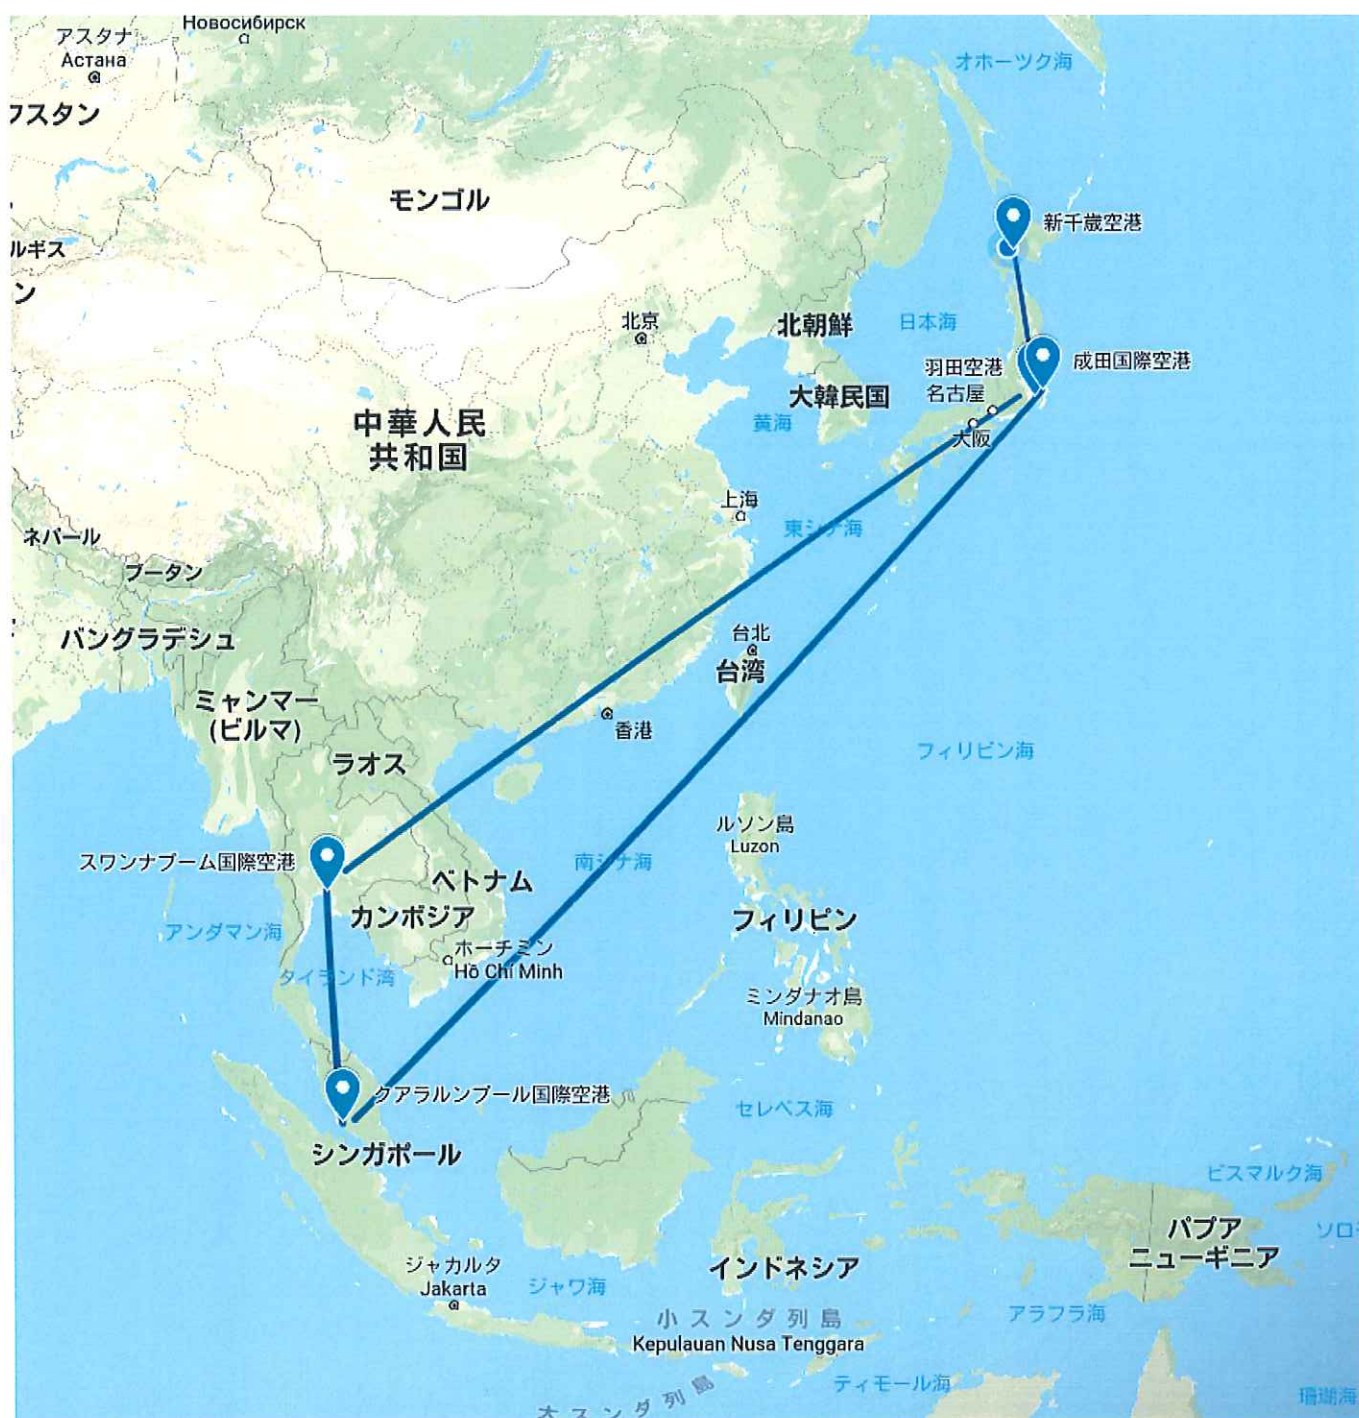 Новосибирск
アスタナ
Астана
オホーツク海
フスタン
モンゴル
新千歳空港
ルギス
ン
北京
北朝鮮
日本海
羽田空港
成田国際空港
名古屋
大韓民国
黄海
大阪
中華人民
共和国
上海
東シナ海
ネパール
ブータン
バングラデシュ
台北
台湾
ミャンマー
(ビルマ)
香港
ラオス
フィリピン海
ルソン島
Luzon
スワンナプーム国際空港
南シナ海
ベトナム
カンボジア
フィリピン
アンダマン海
ホーチミン
Hồ Chí Minh
タイランド湾
ミンダナオ島
Mindanao
クアラルンプール国際空港
セレベス海
シンガポール
ビスマルク海
パプア
ニューギニア
ソロ
ジャカルタ
Jakarta
ジャワ海
インドネシア
小スンダ列島
Kepulauan Nusa Tenggara
アラフラ海
ティモール海
大スンダ列島
珊瑚海